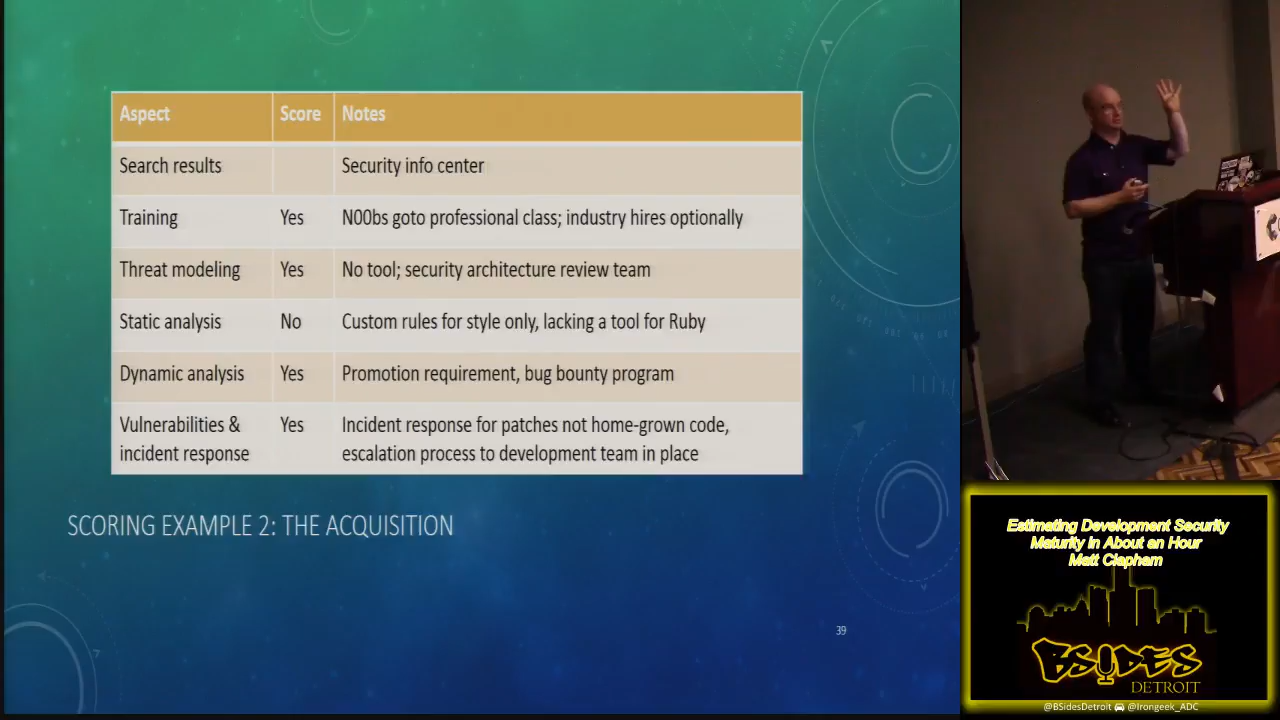 Aspect Score Notes
Search results Security info center
Training Yes N00bs goto professional class; industry hires optionally
Threat modeling Yes No tool; security architecture review team
Static analysis No Custom rules for style only, lacking a tool for Ruby
Dynamic analysis Yes Promotion requirement, bug bounty program
Vulnerabilities & Yes Incident response for patches not home-grown code,
incident response escalation process to development team in place
SCORING EXAMPLE 2: THE ACQUISITION
39
Estimating Development Security
Maturity in About an Hour
Matt Clapham
BSIDES
DETROIT
@BSidesDetroit @Irongeek_ADC